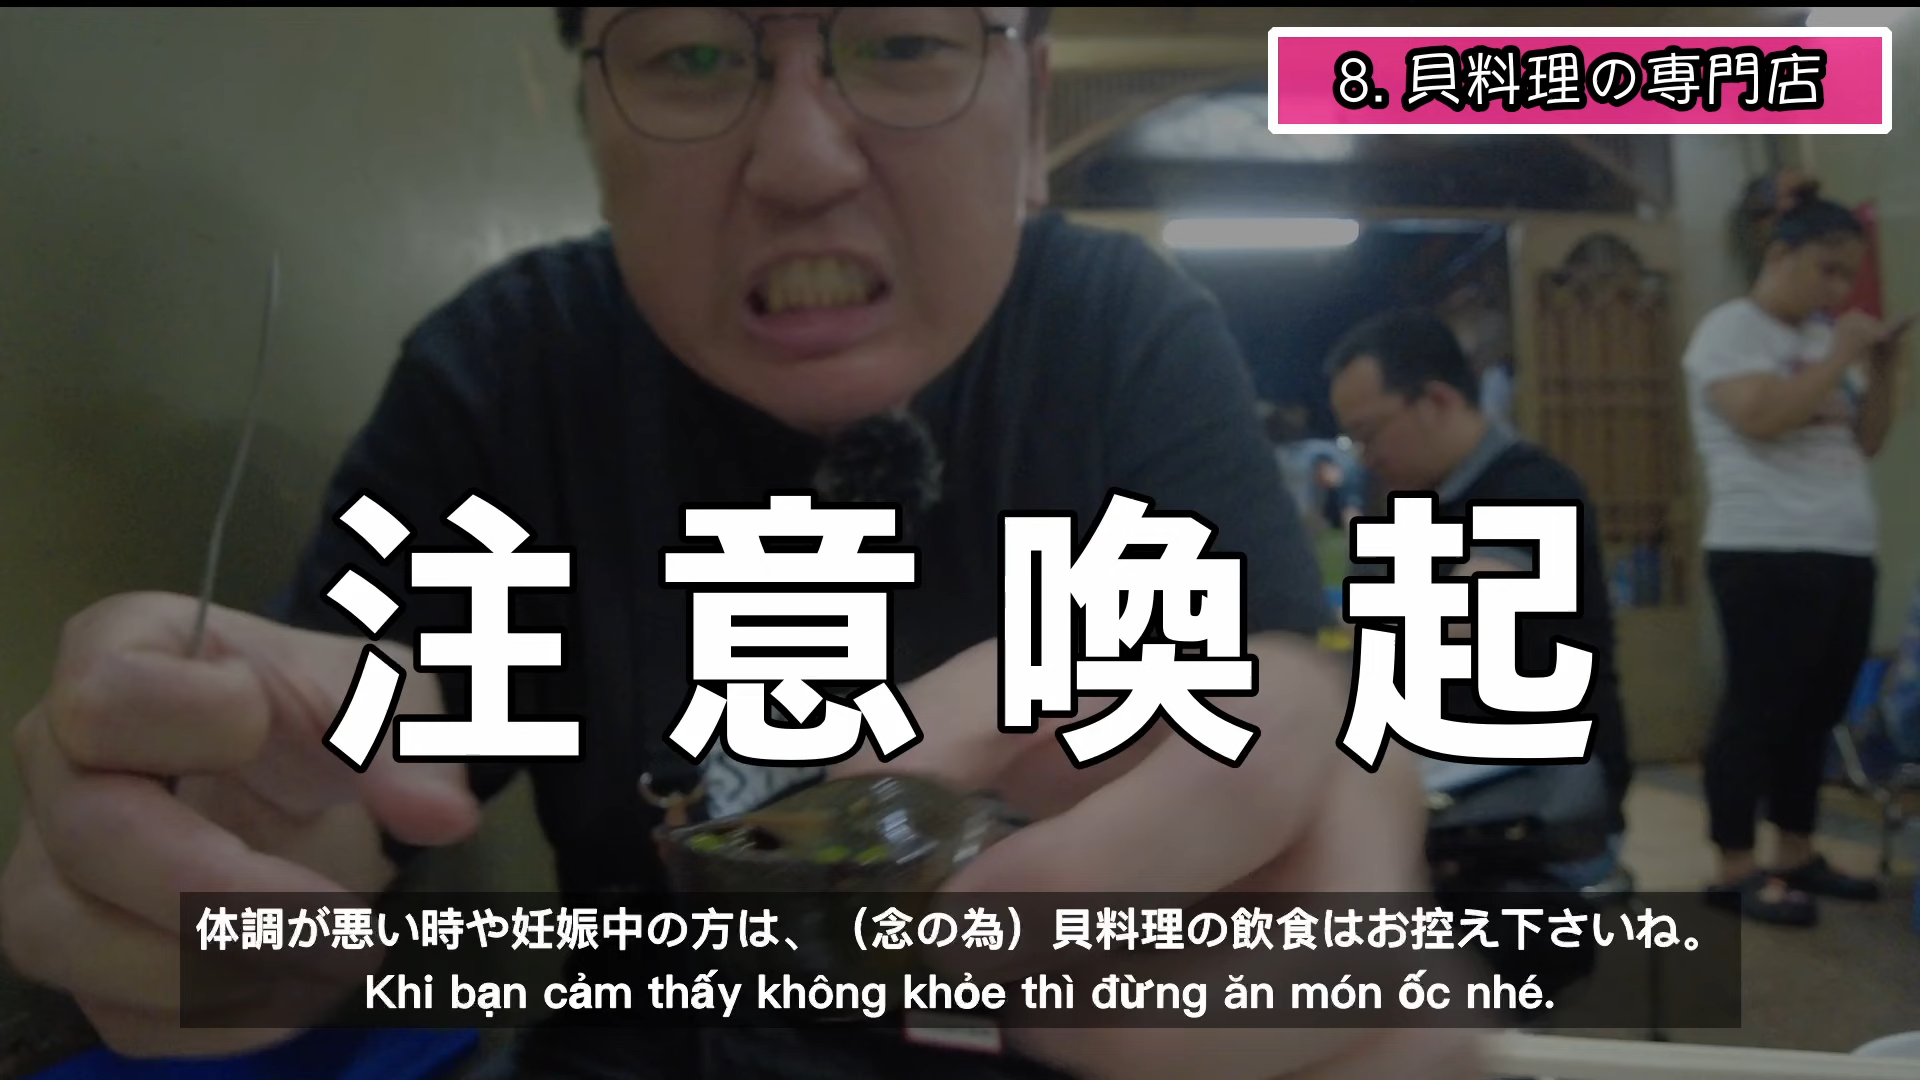 8. 貝料理の専門店
注意喚起
体調が悪い時や妊娠中の方は、（念の為）貝料理の飲食はお控え下さいね。
Khi bạn cảm thấy không khỏe thì đừng ăn món ốc nhé.